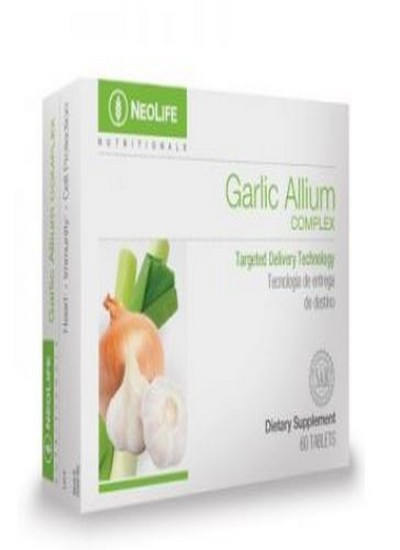 NEOLIFE
NUTRITIONALS
Garlic Allium
COMPLEX
Targeted Delivery Technology
Tecnología de entrega
de destino
Dietary Supplement
60 TABLETS
NEOLIFE
Garlic Allium COMPLEX
Heart • Immunity • Cell Protection